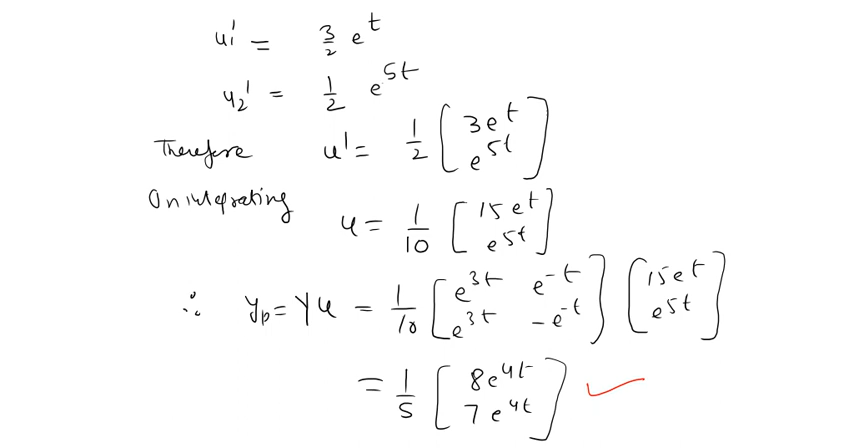 u₁' = 3/2 e^t
u₂' = 1/2 e^{5t}
Therefore u' = 1/2 [3e^t; e^{5t}]
On integrating u = 1/10 [15e^t; e^{5t}]
∴ y_p = Yu = 1/10 [e^{3t} e^{-t}; e^{3t} -e^{-t}] [15e^t; e^{5t}]
= 1/5 [8e^{4t}; 7e^{4t}] ✓